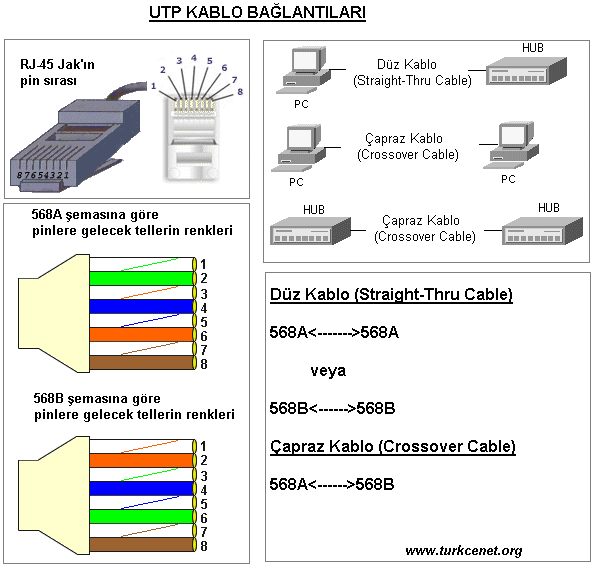 UTP KABLO BAĞLANTILARI
RJ-45 Jak'ın
pin sırası
1 2 3 4 5 6 7 8
8 7 6 5 4 3 2 1
PC
Düz Kablo
(Straight-Thru Cable)
HUB
PC
Çapraz Kablo
(Crossover Cable)
PC
HUB
Çapraz Kablo
(Crossover Cable)
HUB
568A şemasına göre
pinlere gelecek tellerin renkleri
1
2
3
4
5
6
7
8
568B şemasına göre
pinlere gelecek tellerin renkleri
1
2
3
4
5
6
7
8
Düz Kablo (Straight-Thru Cable)
568A<------->568A
veya
568B<------>568B
Çapraz Kablo (Crossover Cable)
568A<------>568B
www.turkcenet.org